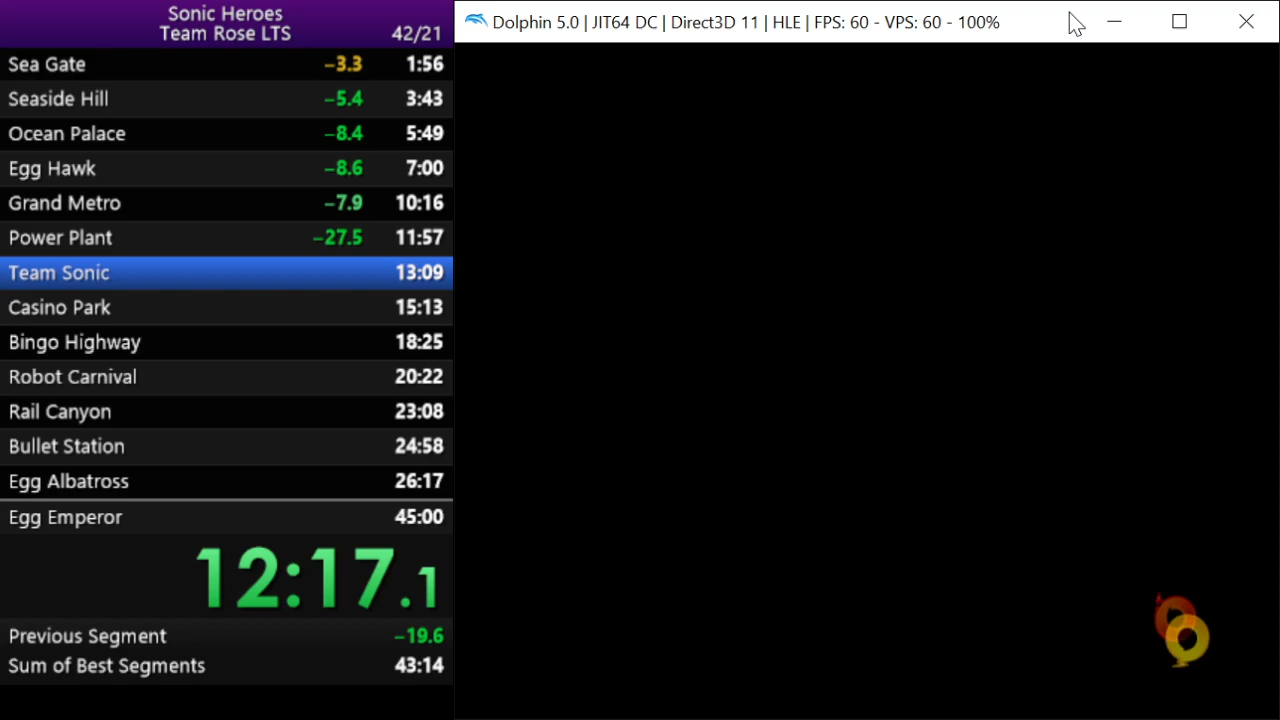 Sonic Heroes
Team Rose LTS 42/21
Sea Gate −3.3 1:56
Seaside Hill −5.4 3:43
Ocean Palace −8.4 5:49
Egg Hawk −8.6 7:00
Grand Metro −7.9 10:16
Power Plant −27.5 11:57
Team Sonic 13:09
Casino Park 15:13
Bingo Highway 18:25
Robot Carnival 20:22
Rail Canyon 23:08
Bullet Station 24:58
Egg Albatross 26:17
Egg Emperor 45:00
12:17.1
Previous Segment −19.6
Sum of Best Segments 43:14
Dolphin 5.0 | JIT64 DC | Direct3D 11 | HLE | FPS: 60 - VPS: 60 - 100%